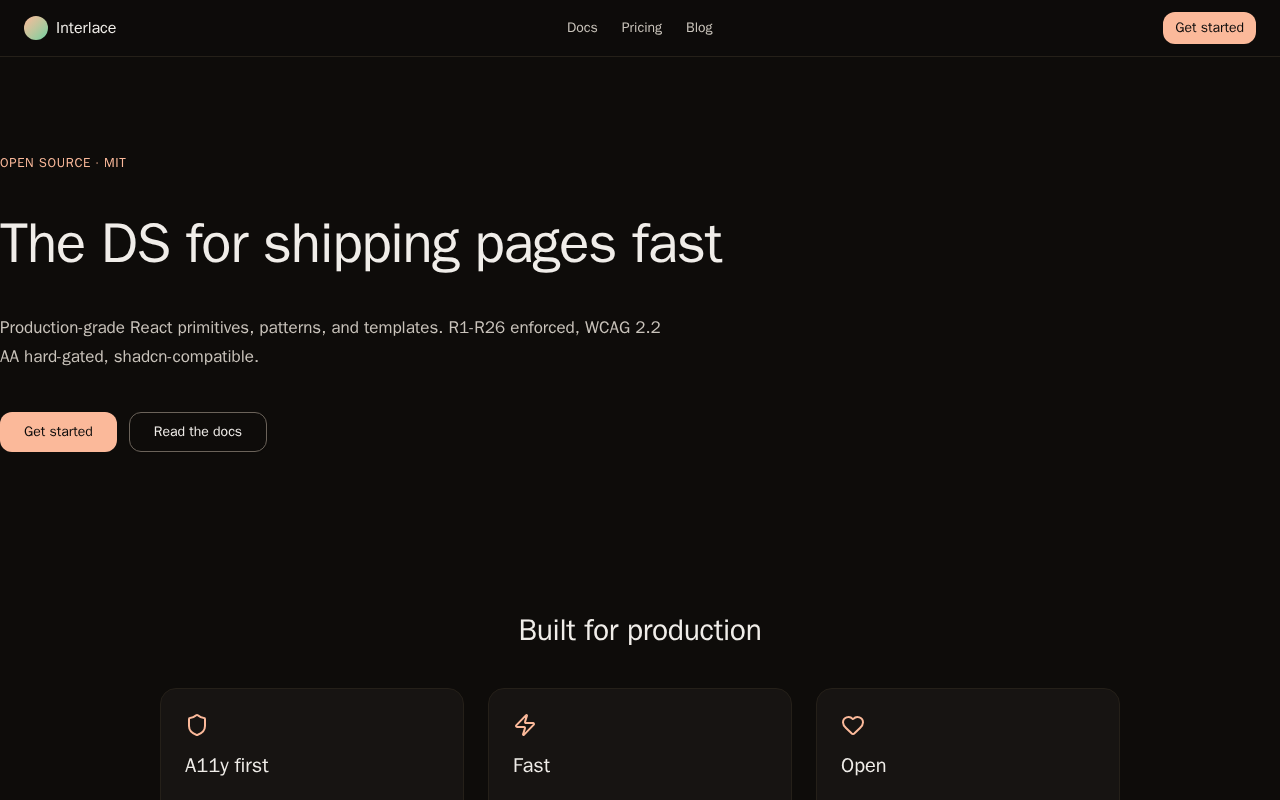 Interlace
Docs
Pricing
Blog
Get started
OPEN SOURCE · MIT
The DS for shipping pages fast
Production-grade React primitives, patterns, and templates. R1-R26 enforced, WCAG 2.2
AA hard-gated, shadcn-compatible.
Get started
Read the docs
Built for production
A11y first
Fast
Open